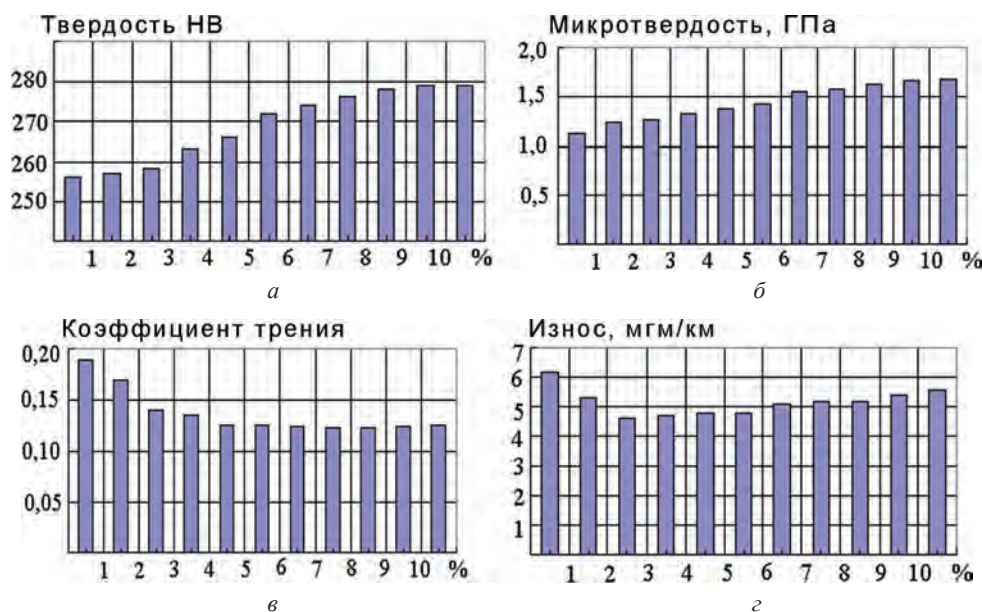 Твердость НВ
280
270
260
250
1 2 3 4 5 6 7 8 9 10 %
а
Микротвердость, ГПа
2,0
1,5
1,0
0,5
1 2 3 4 5 6 7 8 9 10 %
б
Коэффициент трения
0,20
0,15
0,10
0,05
1 2 3 4 5 6 7 8 9 10 %
в
Износ, мгм/км
7
6
5
4
3
2
1
1 2 3 4 5 6 7 8 9 10 %
г